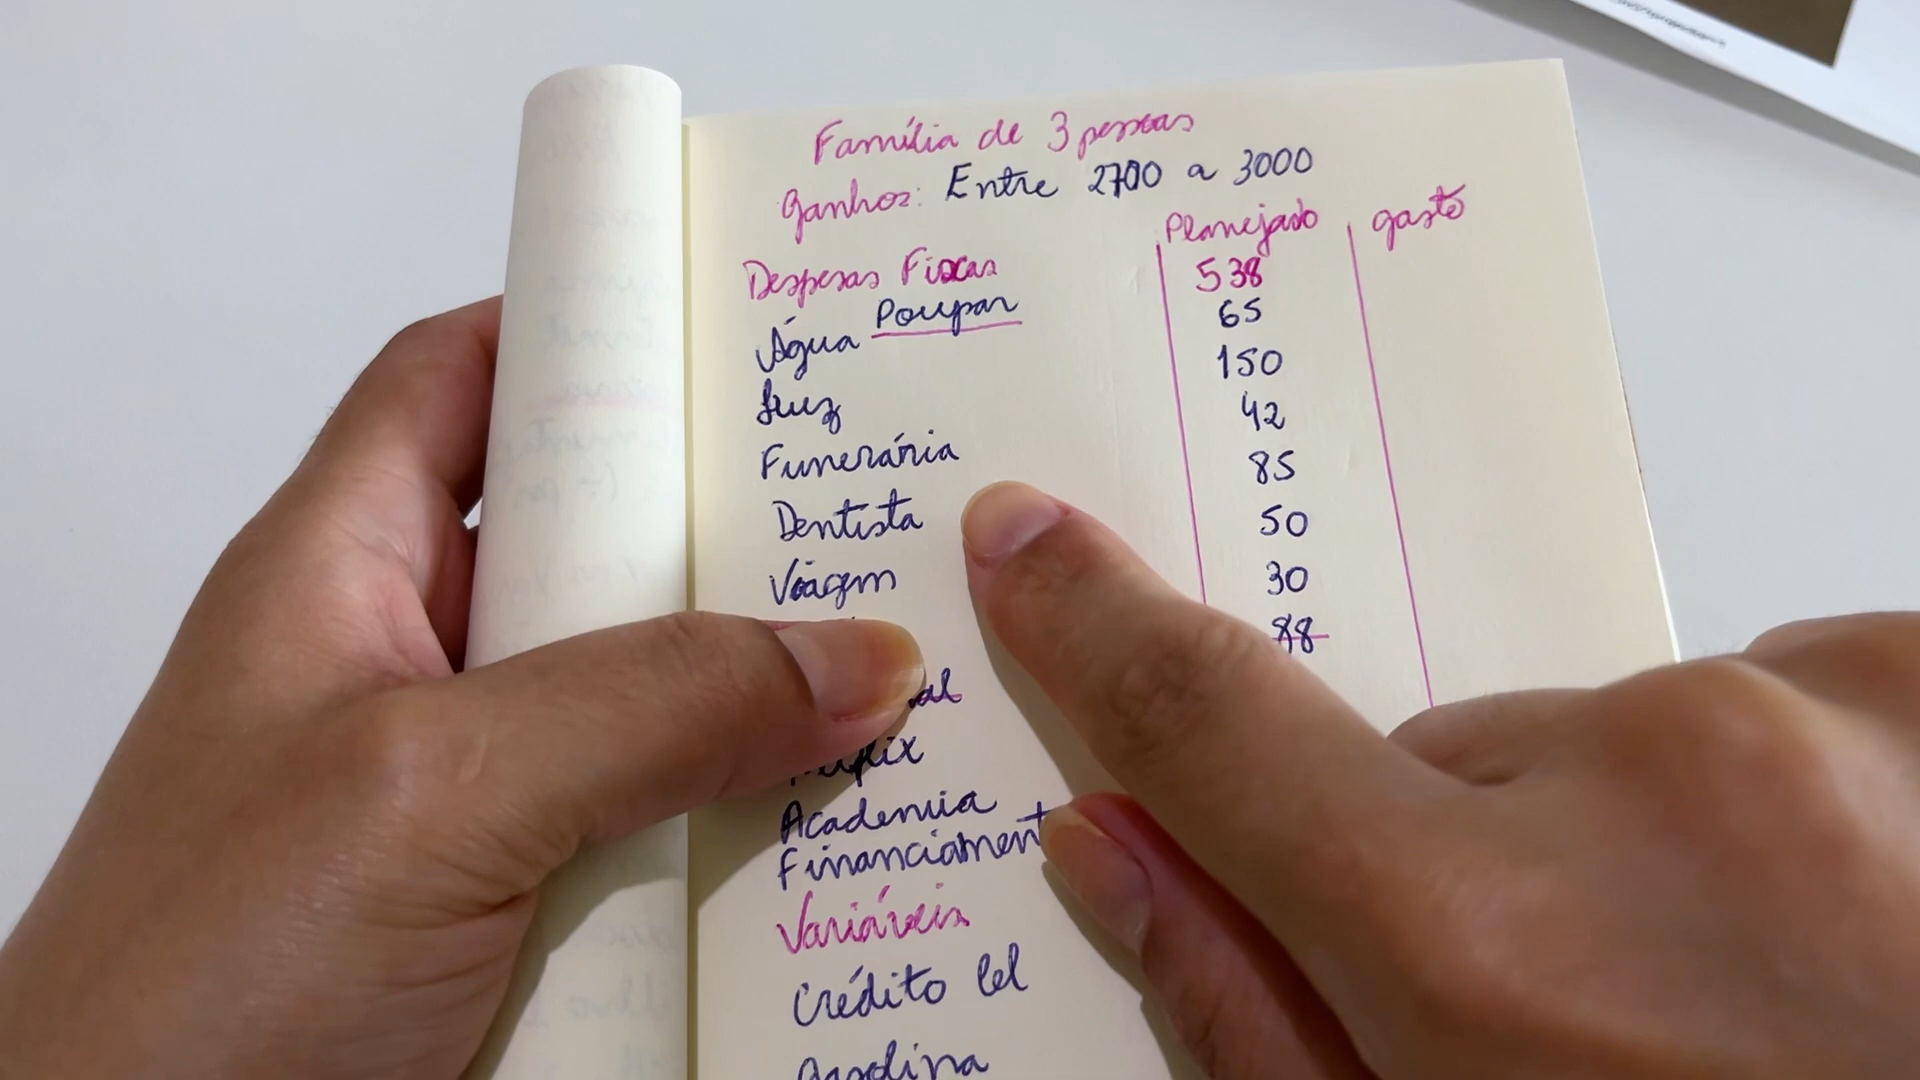 Família de 3 pessoas
Ganhos: Entre 2700 a 3000
Planejado gasto
Despesas Fixas 538
Poupar 65
Água 150
Luz 42
Funerária 85
Dentista 50
Viagem 30
88
Academia
Variáveis
Crédito Cel
Gasolina